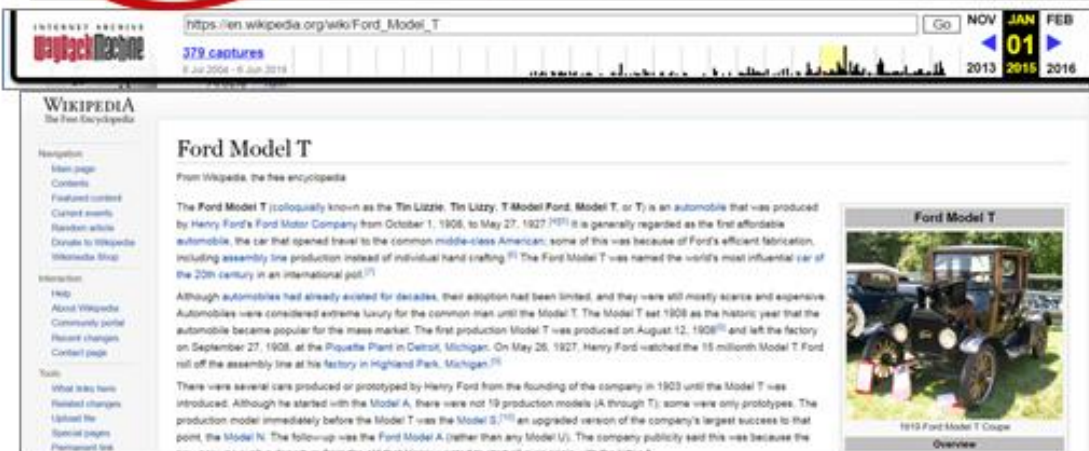 INTERNET ARCHIVE
WaybackMachine
https://en.wikipedia.org/wiki/Ford_Model_T
Go
NOV JAN FEB
379 captures
01
8 Jul 2004 - 6 Jun 2019
2013 2015 2016
WIKIPEDIA
The Free Encyclopedia
Navigation
Main page
Contents
Featured content
Current events
Random article
Donate to Wikipedia
Wikimedia Shop
Interaction
Help
About Wikipedia
Community portal
Recent changes
Contact page
Tools
What links here
Related changes
Upload file
Special pages
Permanent link
Ford Model T
From Wikipedia, the free encyclopedia
The Ford Model T (colloquially known as the Tin Lizzie, Tin Lizzy, T-Model Ford, Model T, or T) is an automobile that was produced
by Henry Ford's Ford Motor Company from October 1, 1908, to May 27, 1927. It is generally regarded as the first affordable
automobile, the car that opened travel to the common middle-class American; some of this was because of Ford's efficient fabrication,
including assembly line production instead of individual hand crafting. The Ford Model T was named the world's most influential car of
the 20th century in an international poll.
Although automobiles had already existed for decades, their adoption had been limited, and they were still mostly scarce and expensive.
Automobiles were considered extreme luxury for the common man until the Model T. The Model T set 1908 as the historic year that the
automobile became popular for the mass market. The first production Model T was produced on August 12, 1908 and left the factory
on September 27, 1908, at the Piquette Plant in Detroit, Michigan. On May 26, 1927, Henry Ford watched the 15 millionth Model T Ford
roll off the assembly line at his factory in Highland Park, Michigan.
There were several cars produced or prototyped by Henry Ford from the founding of the company in 1903 until the Model T was
introduced. Although he started with the Model A, there were not 19 production models (A through T); some were only prototypes. The
production model immediately before the Model T was the Model S, an upgraded version of the company's largest success to that
point, the Model N. The follow-up was the Ford Model A (rather than any Model U). The company publicly said this was because the
Ford Model T
1919 Ford Model T Coupe
Overview